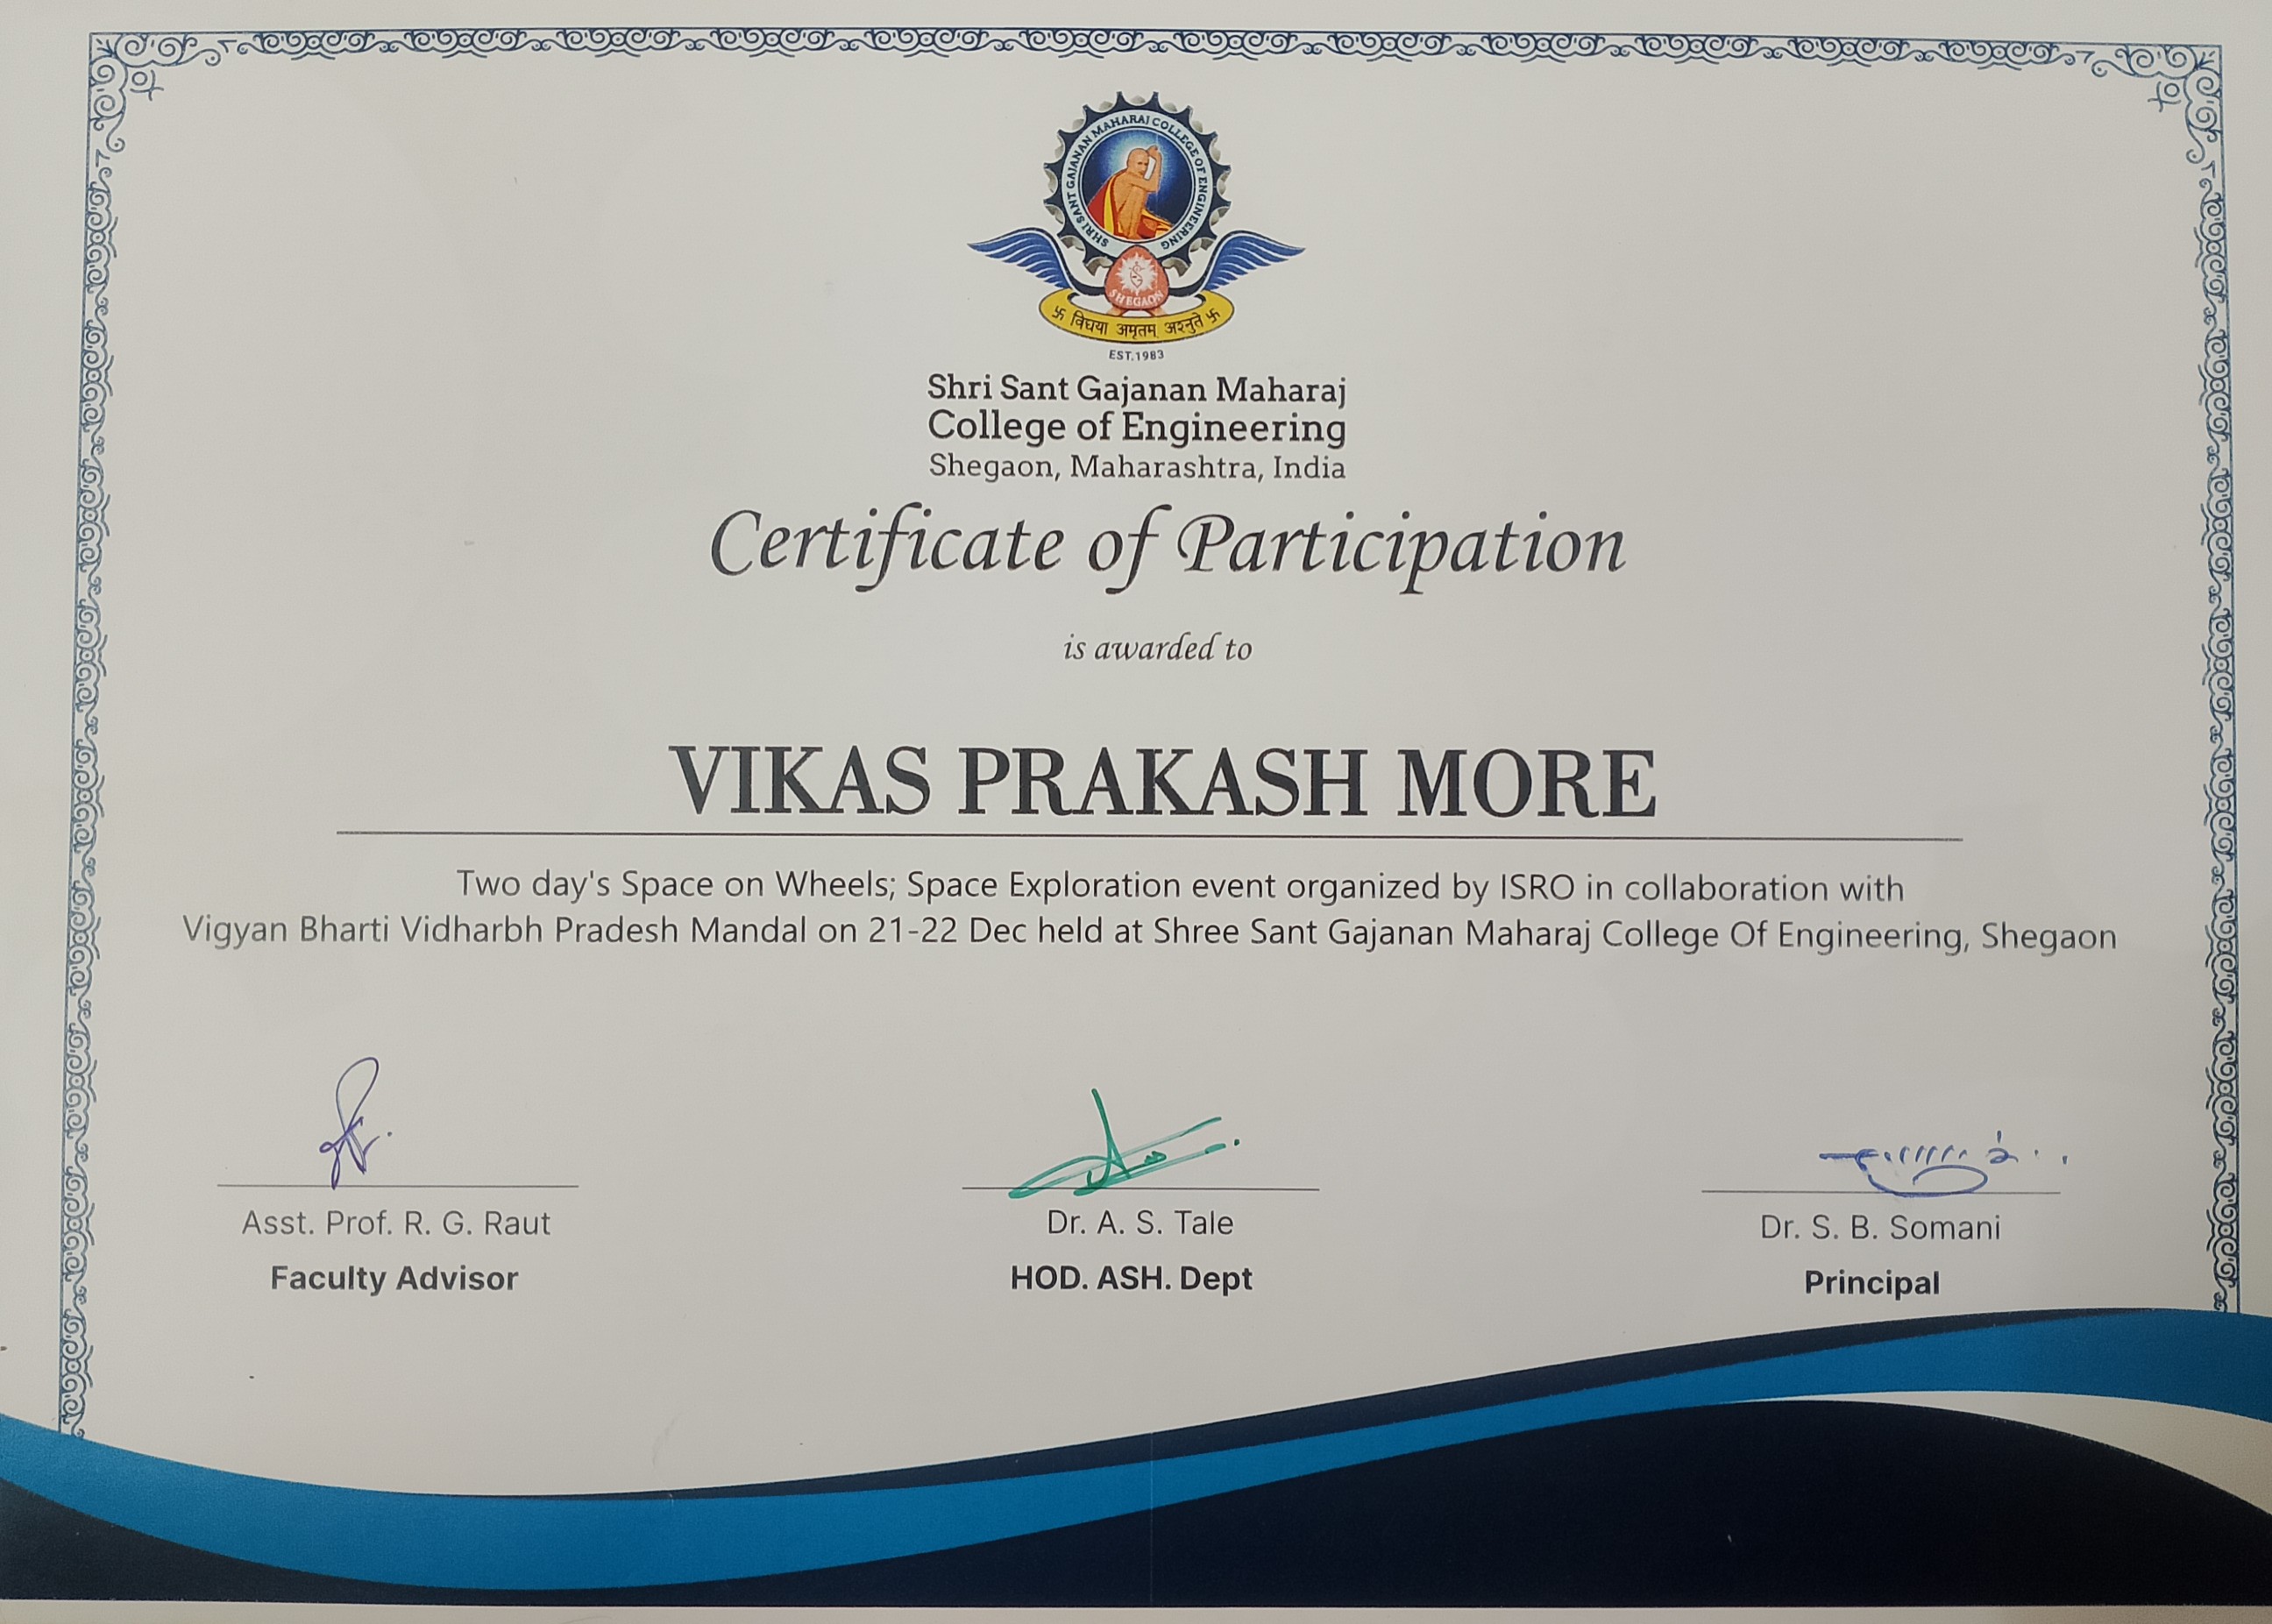 SHRI SANT GAJANAN MAHARAJ COLLEGE OF ENGINEERING
SHEGAON
卐 विद्यया अमृतम् अश्नुते 卐
EST.1983
Shri Sant Gajanan Maharaj
College of Engineering
Shegaon, Maharashtra, India
Certificate of Participation
is awarded to
VIKAS PRAKASH MORE
Two day's Space on Wheels; Space Exploration event organized by ISRO in collaboration with
Vigyan Bharti Vidharbh Pradesh Mandal on 21-22 Dec held at Shree Sant Gajanan Maharaj College Of Engineering, Shegaon
Asst. Prof. R. G. Raut
Faculty Advisor
Dr. A. S. Tale
HOD. ASH. Dept
Dr. S. B. Somani
Principal